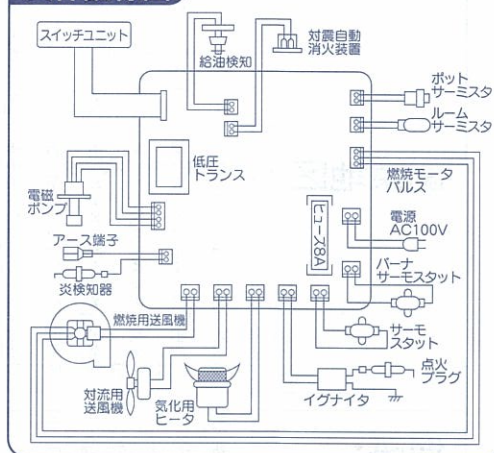 スイッチユニット
給油検知
対震自動
消火装置
ポット
サーミスタ
ルーム
サーミスタ
低圧
トランス
燃焼モータ
パルス
電磁
ポンプ
ヒューズ8A
電源
AC100V
アース端子
バーナ
サーモスタット
炎検知器
燃焼用送風機
サーモ
スタット
対流用
送風機
気化用
ヒータ
イグナイタ
点火
プラグ